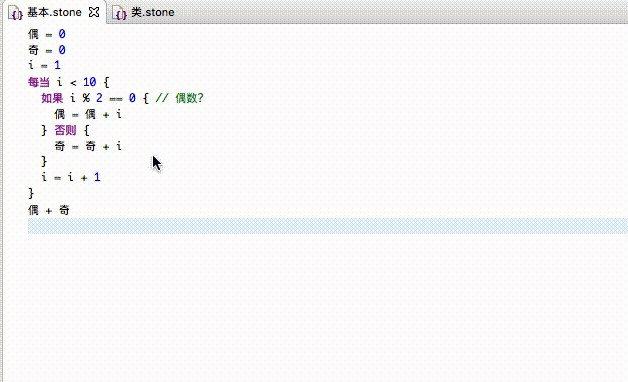 基本.stone 类.stone
偶 = 0
奇 = 0
i = 1
每当 i < 10 {
  如果 i % 2 == 0 { // 偶数?
    偶 = 偶 + i
  } 否则 {
    奇 = 奇 + i
  }
  i = i + 1
}
偶 + 奇